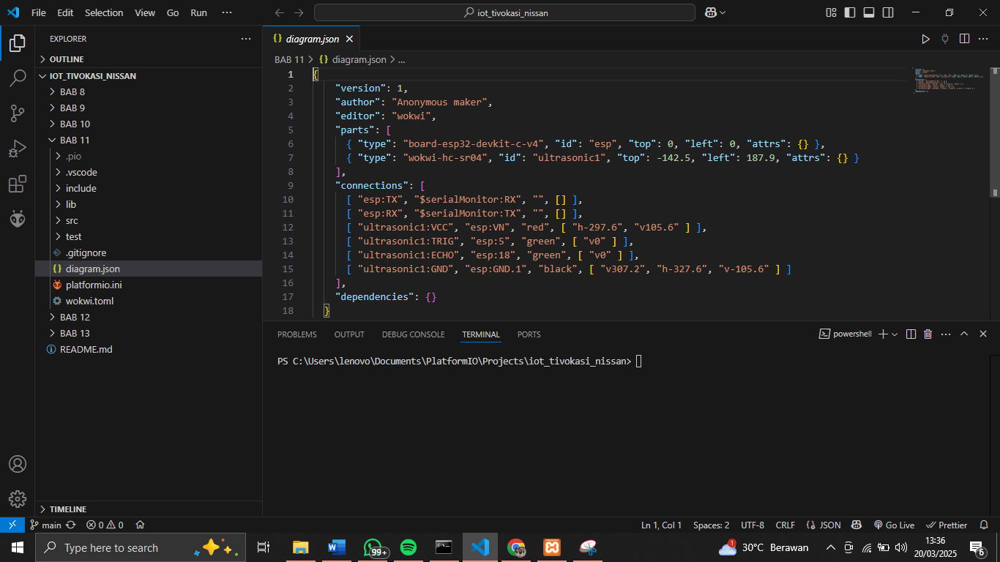 File Edit Selection View Go Run ··· iot_tivokasi_nissan
EXPLORER ···
OUTLINE
IOT_TIVOKASI_NISSAN
BAB 8
BAB 9
BAB 10
BAB 11
.pio
.vscode
include
lib
src
test
.gitignore
{} diagram.json
platformio.ini
wokwi.toml
BAB 12
BAB 13
README.md
TIMELINE
{} diagram.json
BAB 11 > {} diagram.json > ...
1 {
2 "version": 1,
3 "author": "Anonymous maker",
4 "editor": "wokwi",
5 "parts": [
6 { "type": "board-esp32-devkit-c-v4", "id": "esp", "top": 0, "left": 0, "attrs": {} },
7 { "type": "wokwi-hc-sr04", "id": "ultrasonic1", "top": -142.5, "left": 187.9, "attrs": {} }
8 ],
9 "connections": [
10 [ "esp:TX", "$serialMonitor:RX", "", [] ],
11 [ "esp:RX", "$serialMonitor:TX", "", [] ],
12 [ "ultrasonic1:VCC", "esp:VN", "red", [ "h-297.6", "v105.6" ] ],
13 [ "ultrasonic1:TRIG", "esp:5", "green", [ "v0" ] ],
14 [ "ultrasonic1:ECHO", "esp:18", "green", [ "v0" ] ],
15 [ "ultrasonic1:GND", "esp:GND.1", "black", [ "v307.2", "h-327.6", "v-105.6" ] ]
16 ],
17 "dependencies": {}
18 }
PROBLEMS OUTPUT DEBUG CONSOLE TERMINAL PORTS powershell
PS C:\Users\lenovo\Documents\PlatformIO\Projects\iot_tivokasi_nissan>
main 0 0 Ln 1, Col 1 Spaces: 2 UTF-8 CRLF {} JSON Go Live Prettier
Type here to search 99+ 1 30°C Berawan 13:36
20/03/2025 6